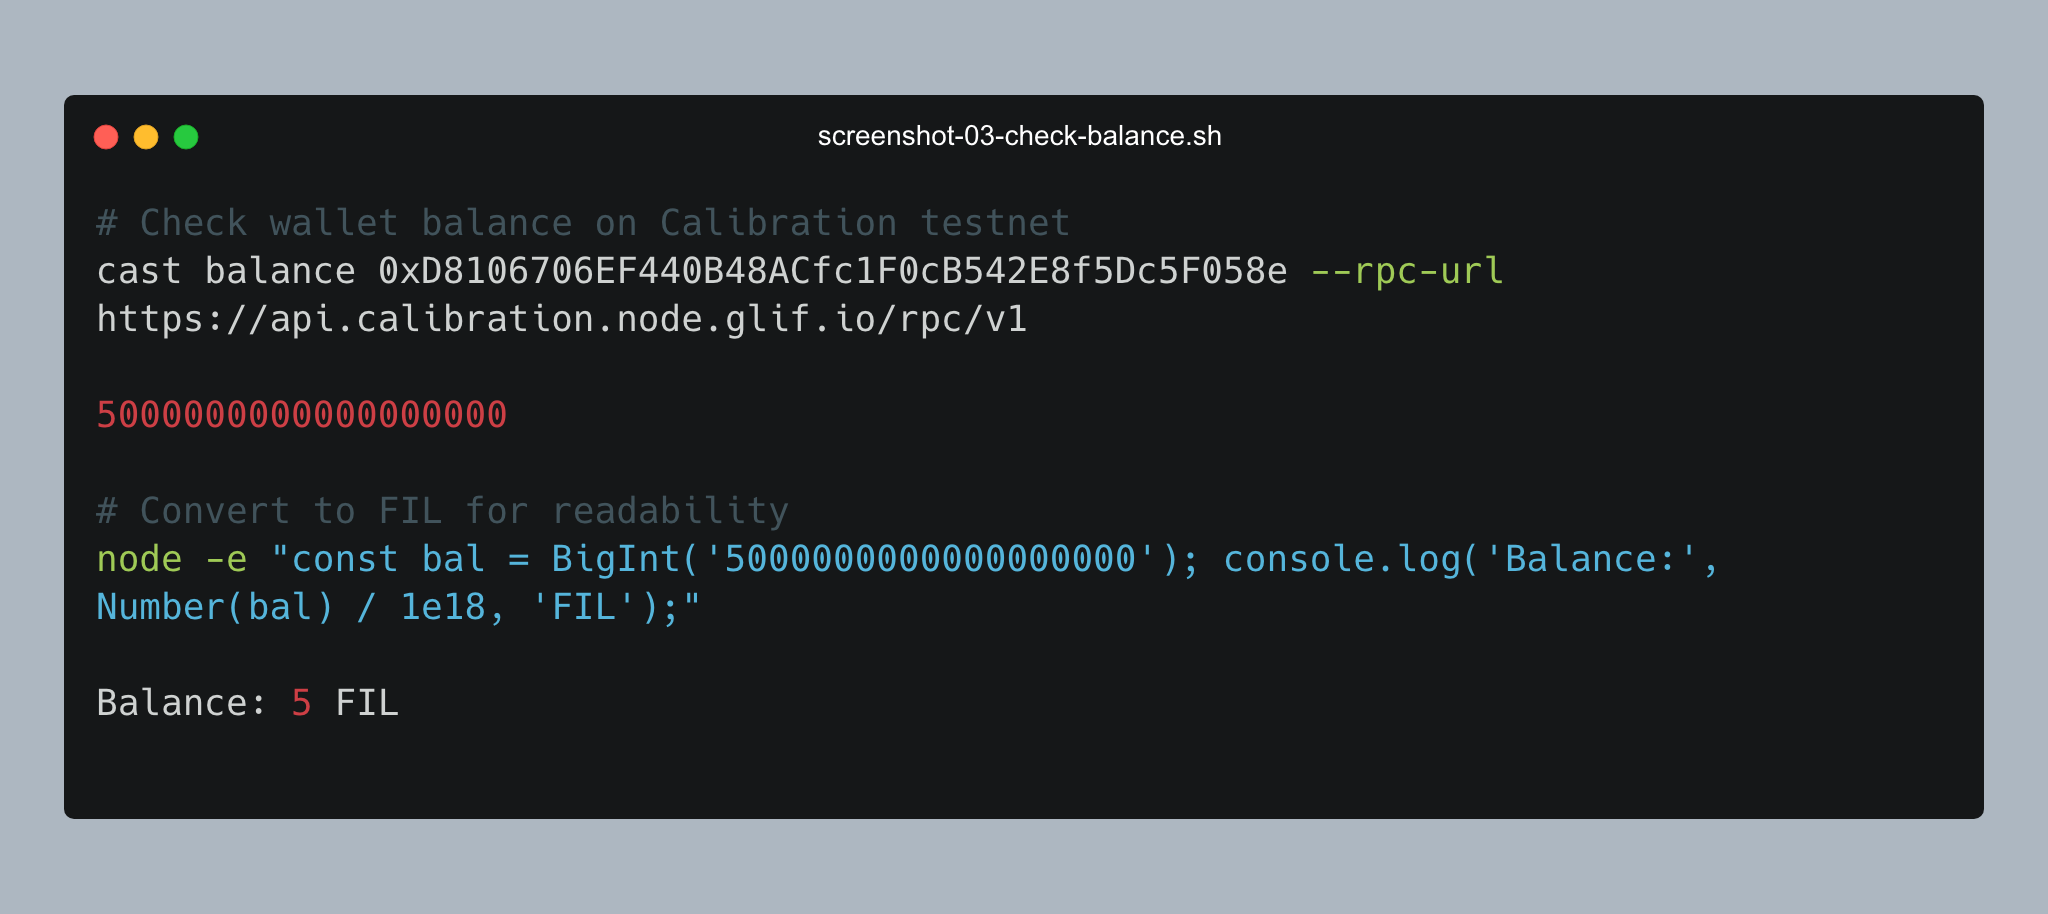 screenshot-03-check-balance.sh
# Check wallet balance on Calibration testnet
cast balance 0xD8106706EF440B48ACfc1F0cB542E8f5Dc5F058e --rpc-url
https://api.calibration.node.glif.io/rpc/v1
5000000000000000000
# Convert to FIL for readability
node -e "const bal = BigInt('5000000000000000000'); console.log('Balance:',
Number(bal) / 1e18, 'FIL');"
Balance: 5 FIL